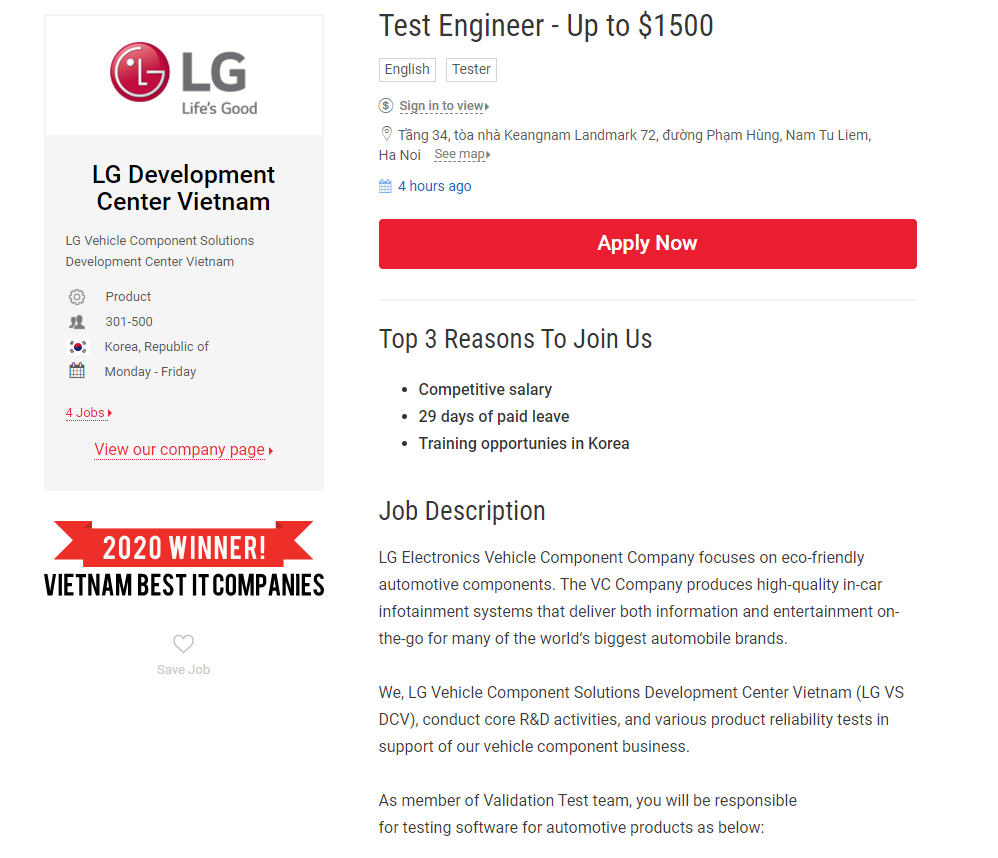 LG
Life's Good
LG Development
Center Vietnam
LG Vehicle Component Solutions
Development Center Vietnam
Product
301-500
Korea, Republic of
Monday - Friday
4 Jobs
View our company page
2020 WINNER!
VIETNAM BEST IT COMPANIES
Save Job
Test Engineer - Up to $1500
English
Tester
$ Sign in to view
Tầng 34, tòa nhà Keangnam Landmark 72, đường Phạm Hùng, Nam Tu Liem,
Ha Noi See map
4 hours ago
Apply Now
Top 3 Reasons To Join Us
• Competitive salary
• 29 days of paid leave
• Training opportunies in Korea
Job Description
LG Electronics Vehicle Component Company focuses on eco-friendly
automotive components. The VC Company produces high-quality in-car
infotainment systems that deliver both information and entertainment on-
the-go for many of the world‘s biggest automobile brands.
We, LG Vehicle Component Solutions Development Center Vietnam (LG VS
DCV), conduct core R&D activities, and various product reliability tests in
support of our vehicle component business.
As member of Validation Test team, you will be responsible
for testing software for automotive products as below: